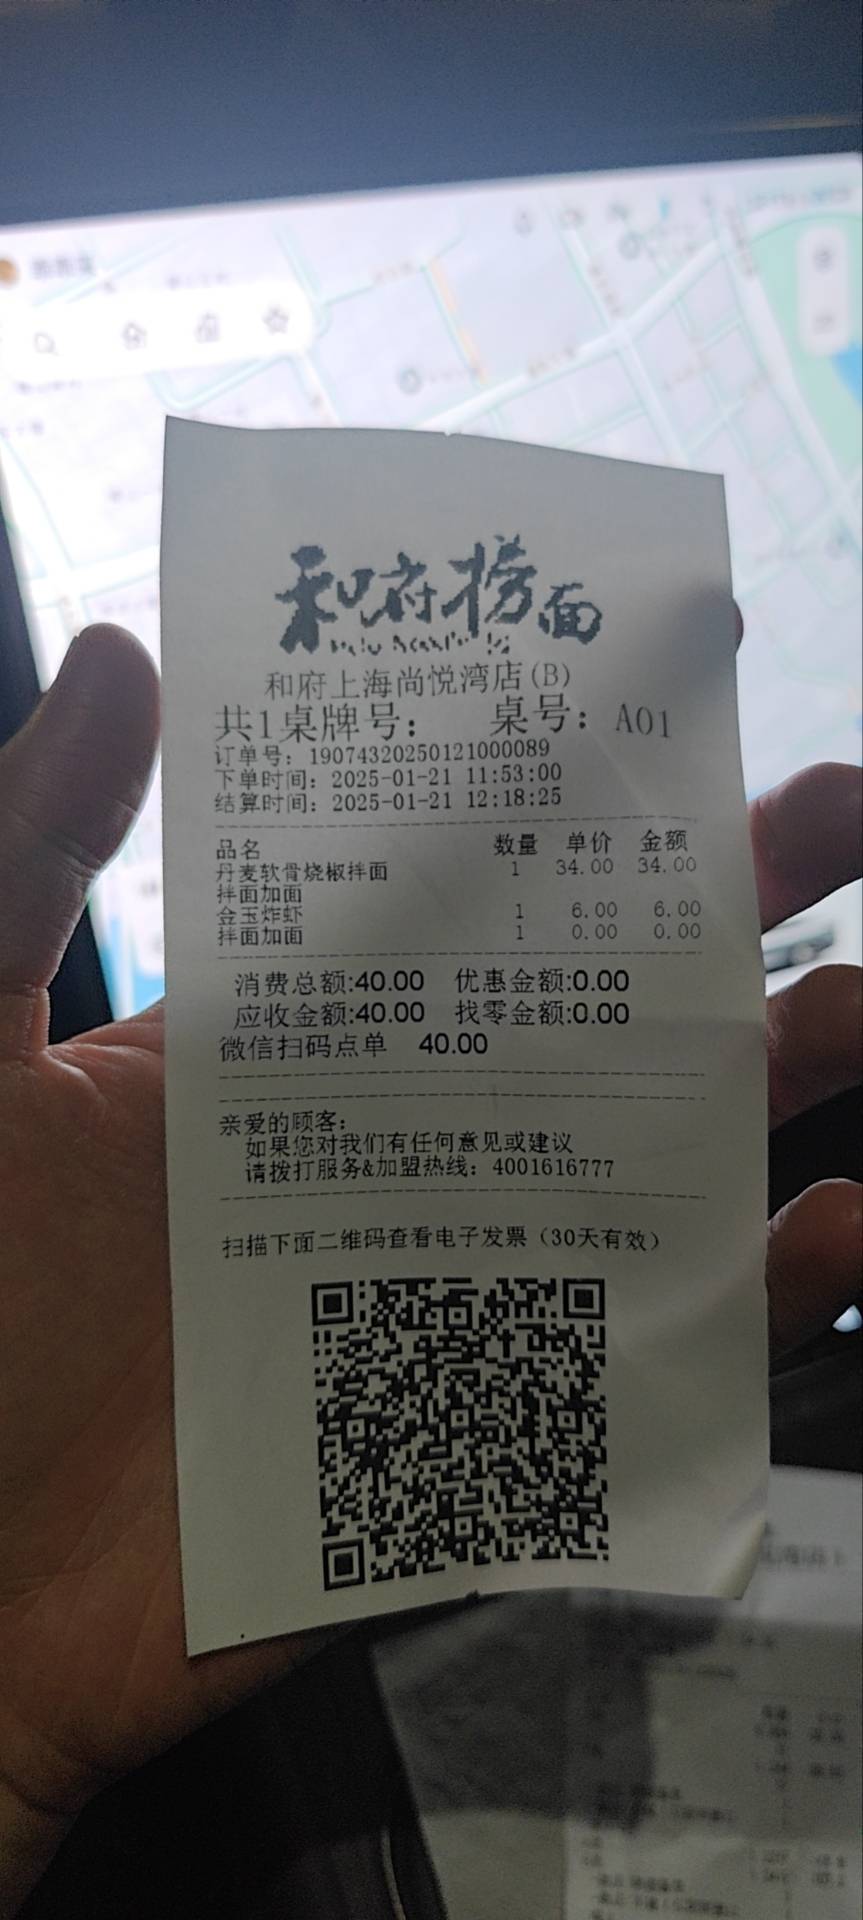 和府捞面
和府上海尚悦湾店(B)
共1桌牌号： 桌号：A01
订单号：19074320250121000089
下单时间：2025-01-21 11:53:00
结算时间：2025-01-21 12:18:25
品名 数量 单价 金额
丹麦软骨烧椒拌面 1 34.00 34.00
拌面加面
金玉炸虾 1 6.00 6.00
拌面加面 1 0.00 0.00
消费总额:40.00 优惠金额:0.00
应收金额:40.00 找零金额:0.00
微信扫码点单 40.00
亲爱的顾客：
如果您对我们有任何意见或建议
请拨打服务&加盟热线：4001616777
扫描下面二维码查看电子发票（30天有效）